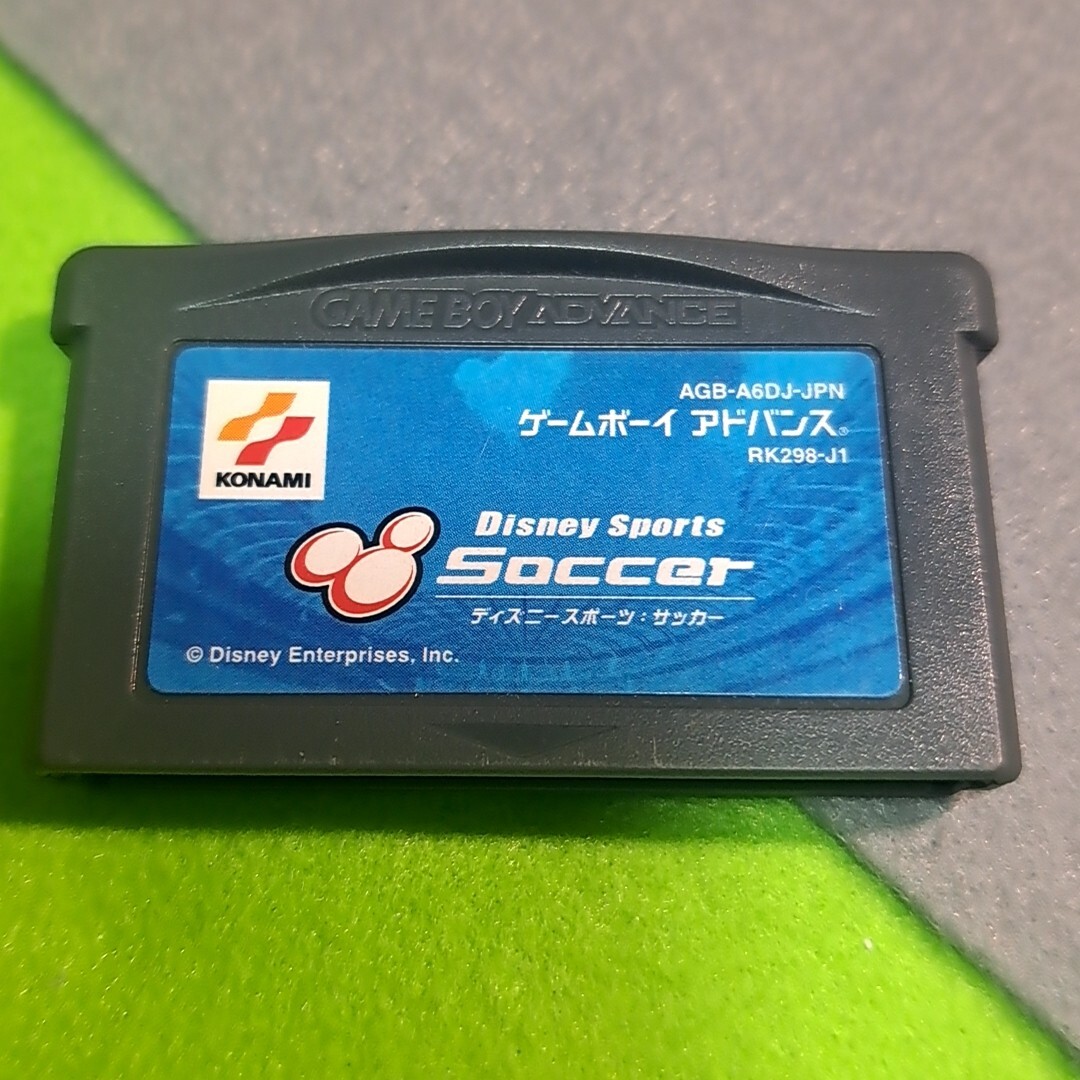 GAME BOY ADVANCE
KONAMI
AGB-A6DJ-JPN
ゲームボーイ アドバンス®
RK298-J1
Disney Sports
Soccer
ディズニースポーツ:サッカー
© Disney Enterprises, Inc.